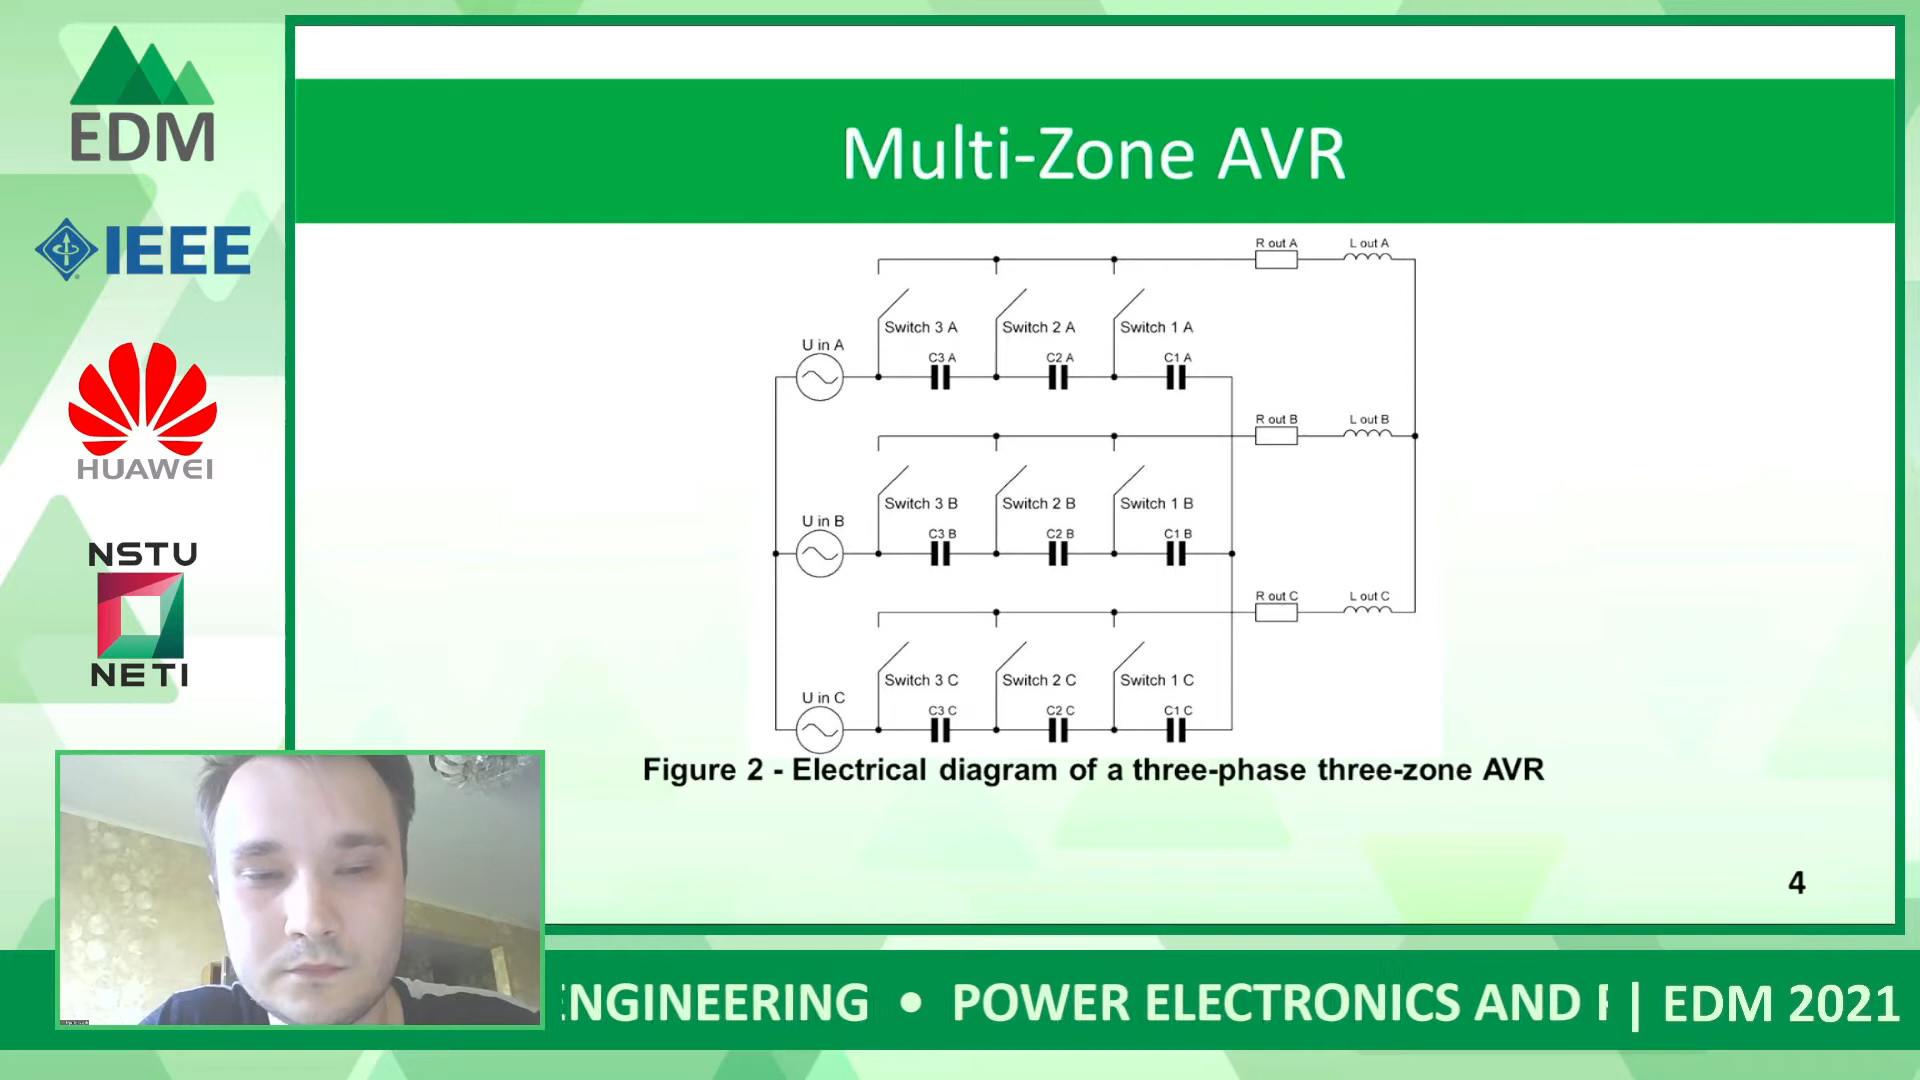 EDM
IEEE
HUAWEI
NSTU
NETI
Multi-Zone AVR
R out A
L out A
Switch 3 A
Switch 2 A
Switch 1 A
U in A
C3 A
C2 A
C1 A
R out B
L out B
Switch 3 B
Switch 2 B
Switch 1 B
U in B
C3 B
C2 B
C1 B
R out C
L out C
Switch 3 C
Switch 2 C
Switch 1 C
U in C
C3 C
C2 C
C1 C
Figure 2 - Electrical diagram of a three-phase three-zone AVR
4
ENGINEERING • POWER ELECTRONICS AND | EDM 2021